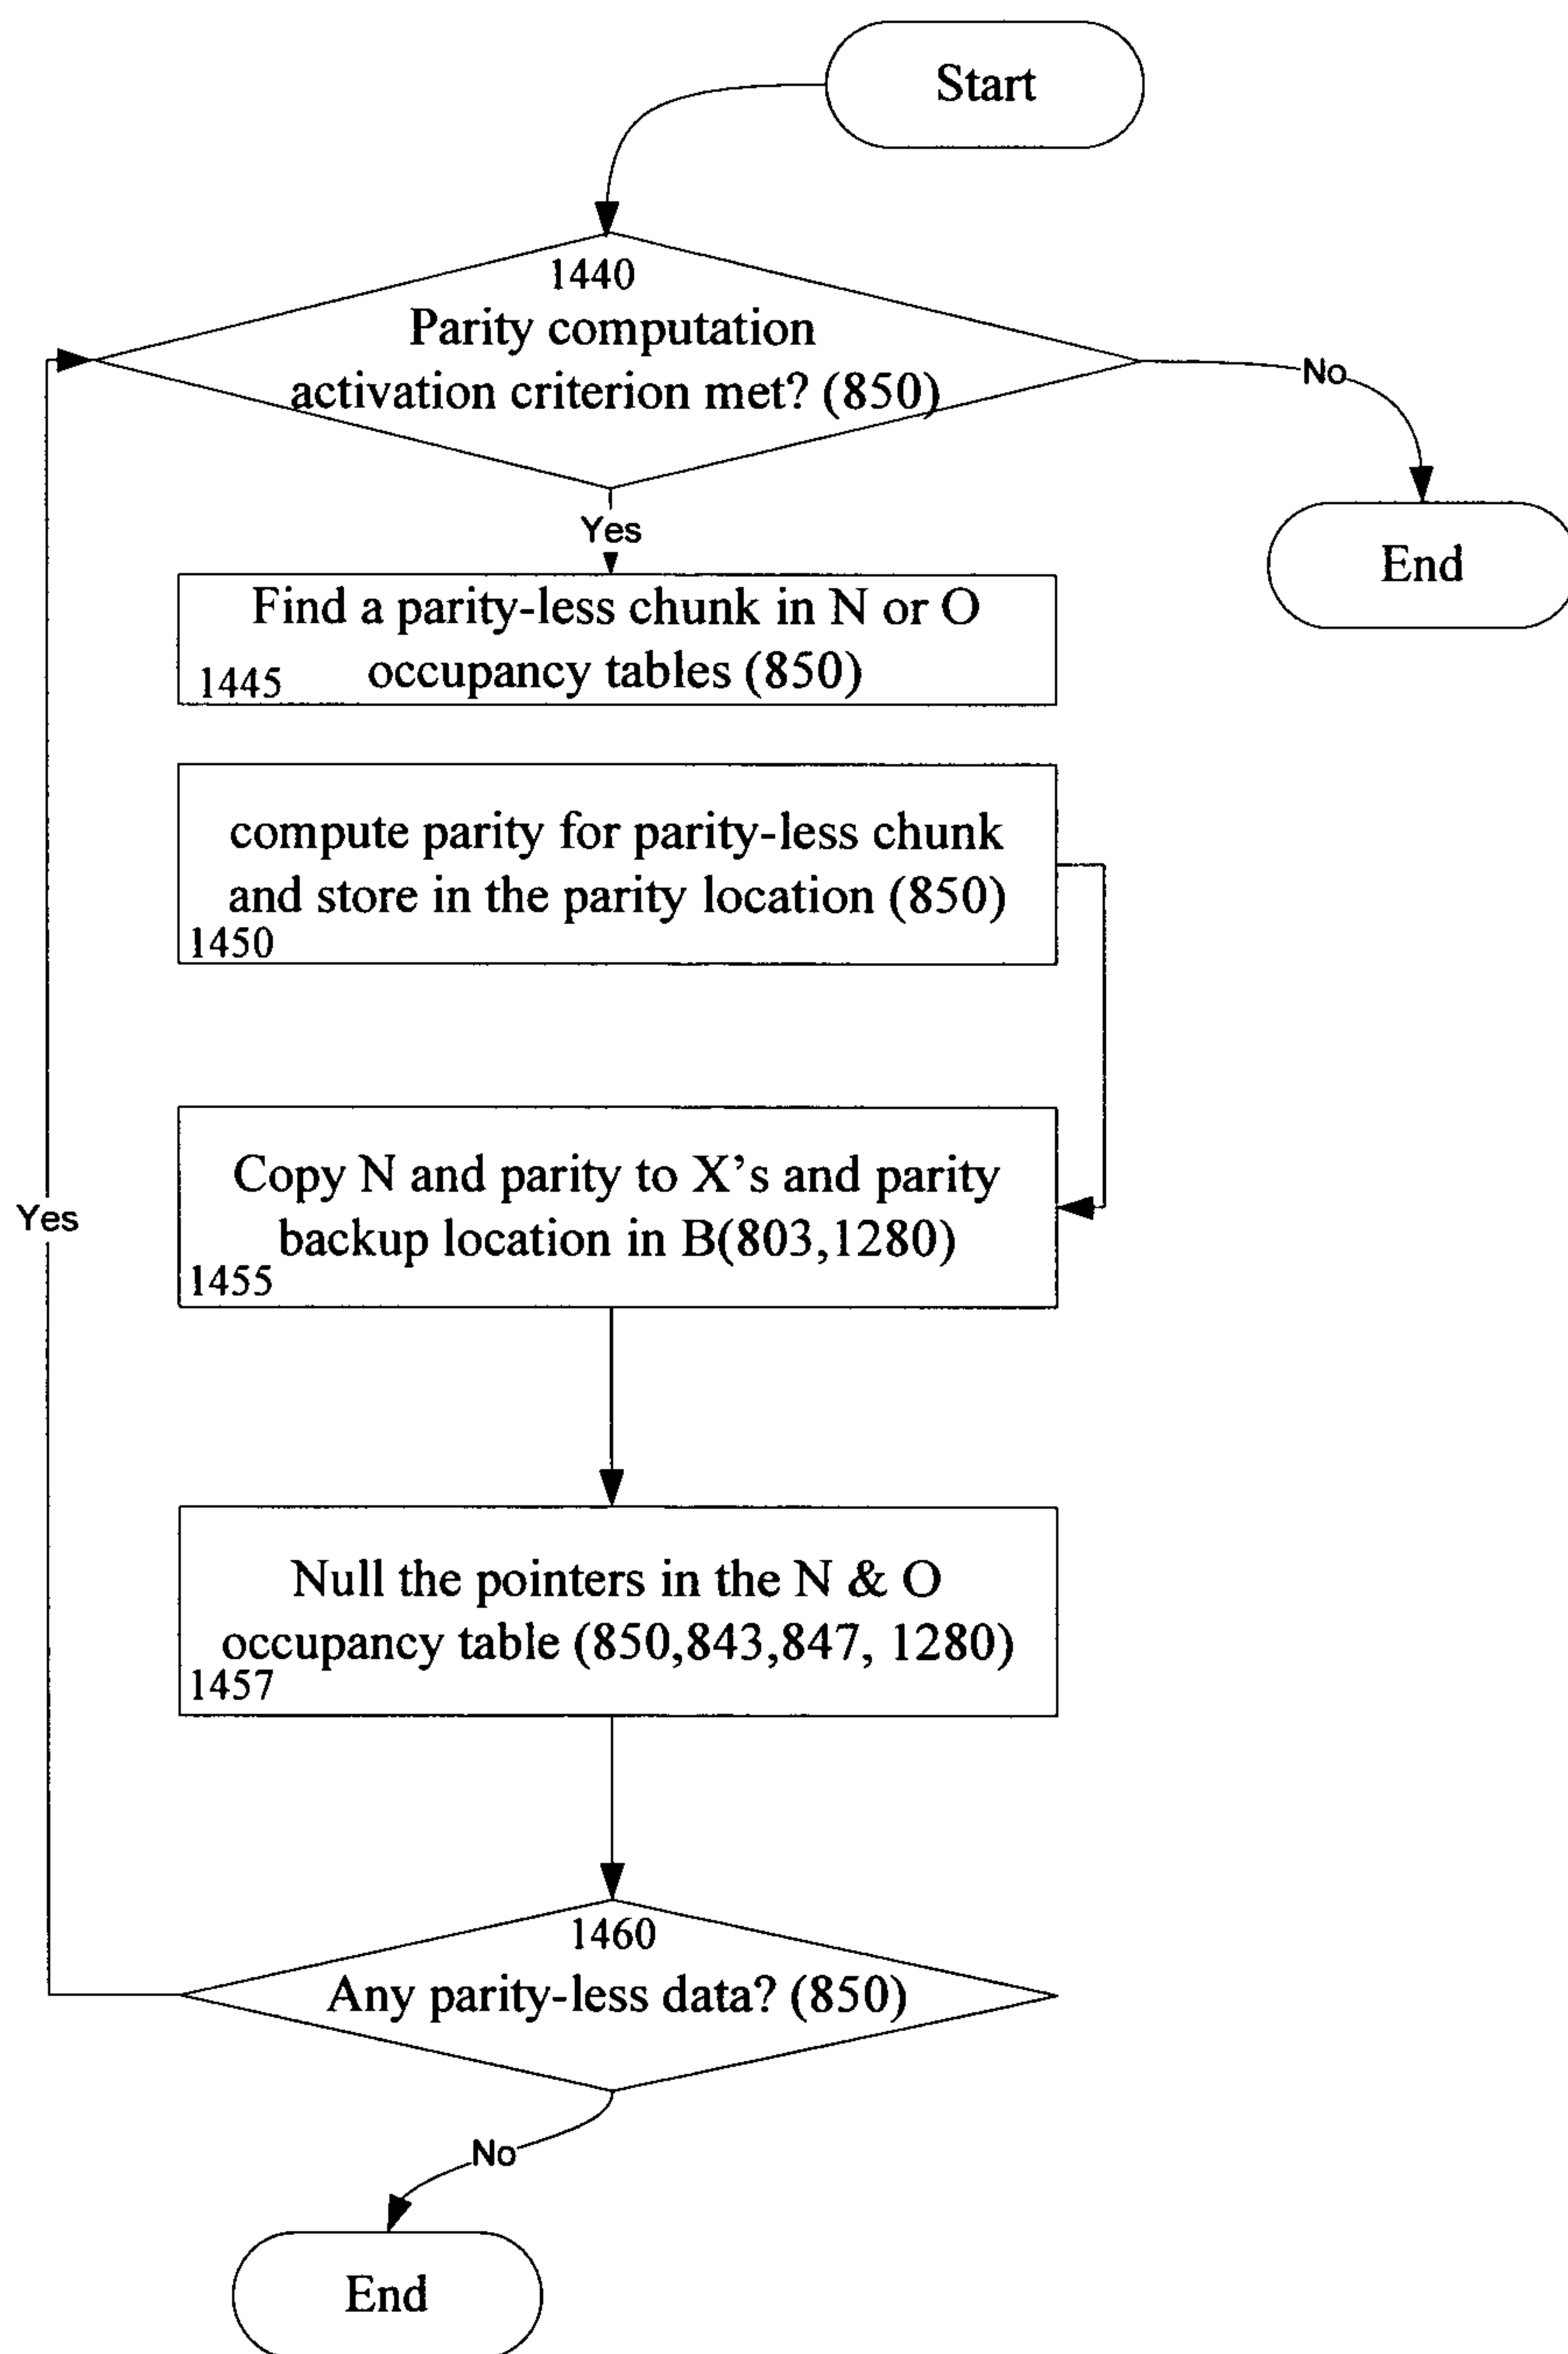 Start
1440
Parity computation
activation criterion met? (850)
No
Yes
End
Find a parity-less chunk in N or O
occupancy tables (850)
1445
compute parity for parity-less chunk
and store in the parity location (850)
1450
Copy N and parity to X's and parity
backup location in B(803,1280)
1455
Yes
Null the pointers in the N & O
occupancy table (850,843,847, 1280)
1457
1460
Any parity-less data? (850)
No
End